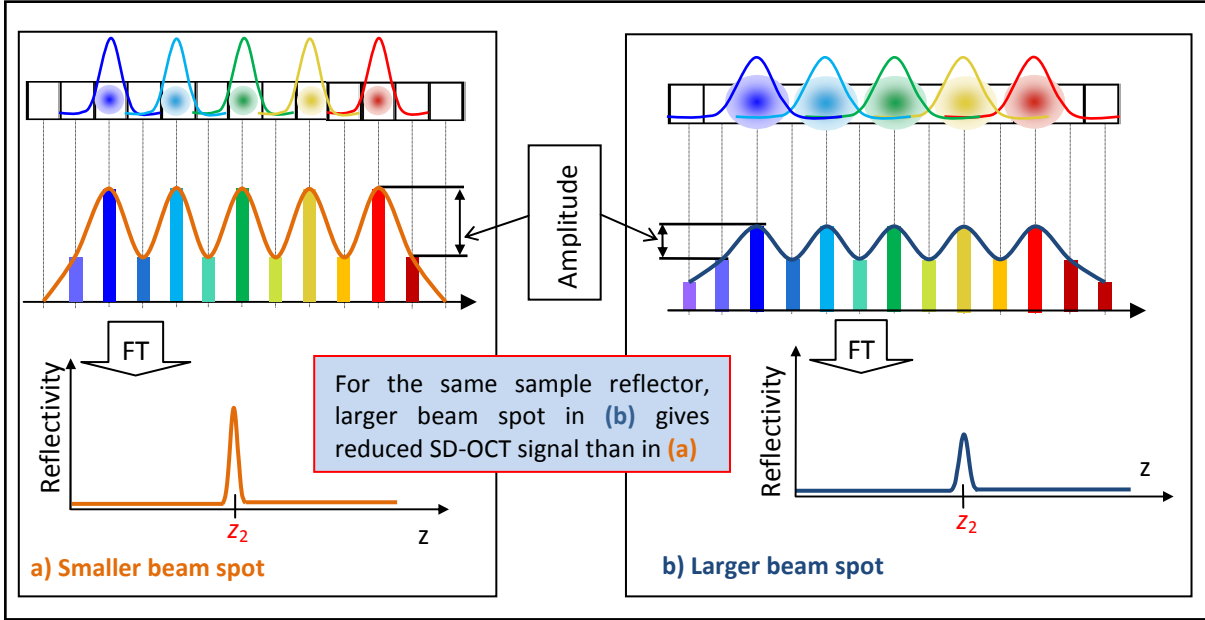 Amplitude
FT
FT
Reflectivity
z₂
z
For the same sample reflector,
larger beam spot in (b) gives
reduced SD-OCT signal than in (a)
Reflectivity
z
z₂
a) Smaller beam spot
b) Larger beam spot